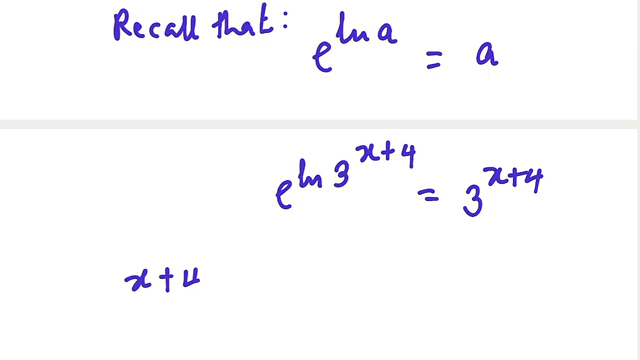 Recall that: e^{ln a} = a
e^{ln 3^{x+4}} = 3^{x+4}
x+4